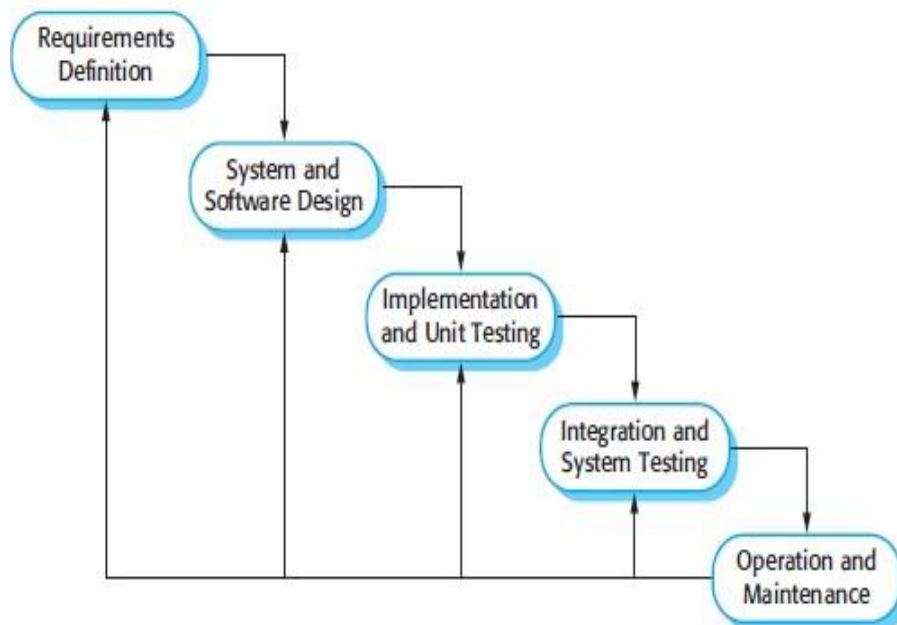 Requirements
Definition
System and
Software Design
Implementation
and Unit Testing
Integration and
System Testing
Operation and
Maintenance